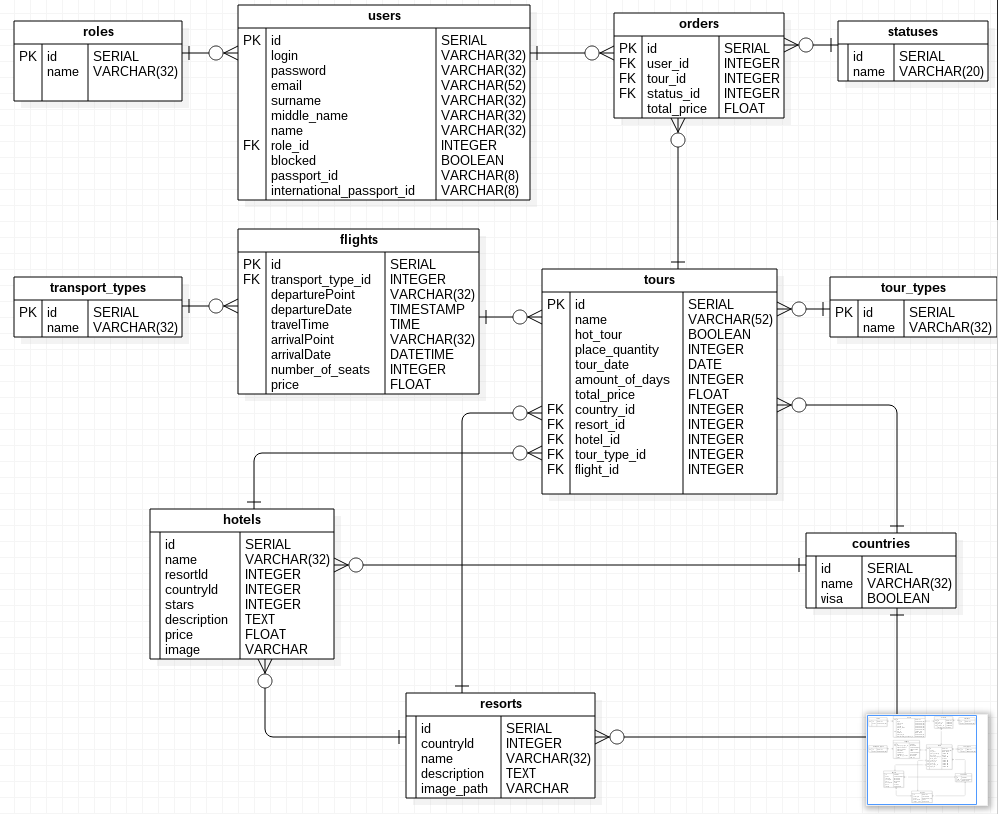 roles
PK id SERIAL
name VARCHAR(32)
users
PK id SERIAL
login VARCHAR(32)
password VARCHAR(32)
email VARCHAR(52)
surname VARCHAR(32)
middle_name VARCHAR(32)
name VARCHAR(32)
FK role_id INTEGER
blocked BOOLEAN
passport_id VARCHAR(8)
international_passport_id VARCHAR(8)
orders
PK id SERIAL
FK user_id INTEGER
FK tour_id INTEGER
FK status_id INTEGER
total_price FLOAT
statuses
id SERIAL
name VARCHAR(20)
transport_types
PK id SERIAL
name VARCHAR(32)
flights
PK id SERIAL
FK transport_type_id INTEGER
departurePoint VARCHAR(32)
departureDate TIMESTAMP
travelTime TIME
arrivalPoint VARCHAR(32)
arrivalDate DATETIME
number_of_seats INTEGER
price FLOAT
tours
PK id SERIAL
name VARCHAR(52)
hot_tour BOOLEAN
place_quantity INTEGER
tour_date DATE
amount_of_days INTEGER
total_price FLOAT
FK country_id INTEGER
FK resort_id INTEGER
FK hotel_id INTEGER
FK tour_type_id INTEGER
FK flight_id INTEGER
tour_types
PK id SERIAL
name VARChAR(32)
hotels
id SERIAL
name VARCHAR(32)
resortId INTEGER
countryId INTEGER
stars INTEGER
description TEXT
price FLOAT
image VARCHAR
countries
id SERIAL
name VARCHAR(32)
visa BOOLEAN
resorts
id SERIAL
countryId INTEGER
name VARCHAR(32)
description TEXT
image_path VARCHAR